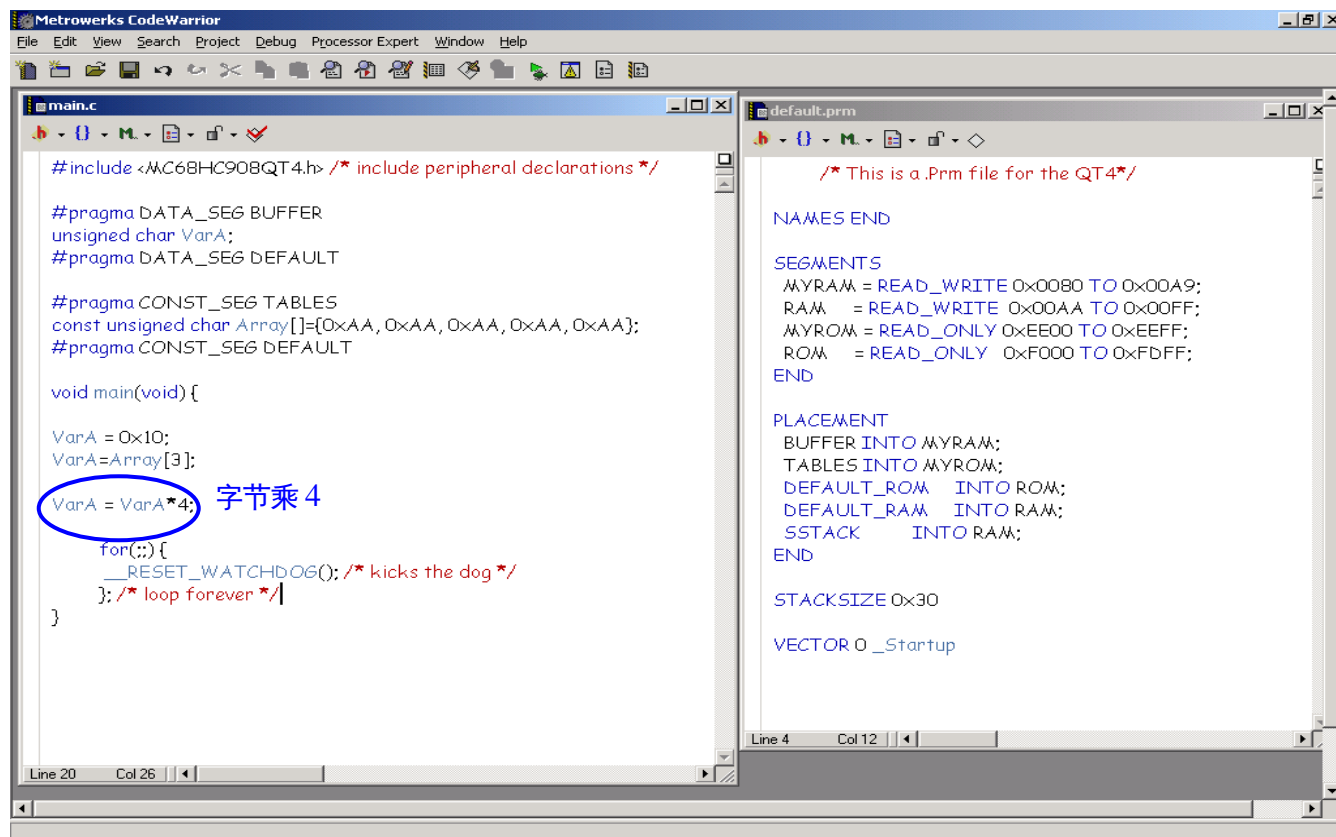 Metrowerks CodeWarrior
File Edit View Search Project Debug Processor Expert Window Help
main.c
#include <MC68HC908QT4.h> /* include peripheral declarations */
#pragma DATA_SEG BUFFER
unsigned char VarA;
#pragma DATA_SEG DEFAULT
#pragma CONST_SEG TABLES
const unsigned char Array[]={0xAA, 0xAA, 0xAA, 0xAA, 0xAA};
#pragma CONST_SEG DEFAULT
void main(void) {
VarA = 0x10;
VarA=Array[3];
VarA = VarA*4; 字节乘 4
for(;;) {
__RESET_WATCHDOG(); /* kicks the dog */
}; /* loop forever */
}
Line 20 Col 26
default.prm
/* This is a .Prm file for the QT4*/
NAMES END
SEGMENTS
MYRAM = READ_WRITE 0x0080 TO 0x00A9;
RAM = READ_WRITE 0x00AA TO 0x00FF;
MYROM = READ_ONLY 0xEE00 TO 0xEEFF;
ROM = READ_ONLY 0xF000 TO 0xFDFF;
END
PLACEMENT
BUFFER INTO MYRAM;
TABLES INTO MYROM;
DEFAULT_ROM INTO ROM;
DEFAULT_RAM INTO RAM;
SSTACK INTO RAM;
END
STACKSIZE 0x30
VECTOR 0 _Startup
Line 4 Col 12